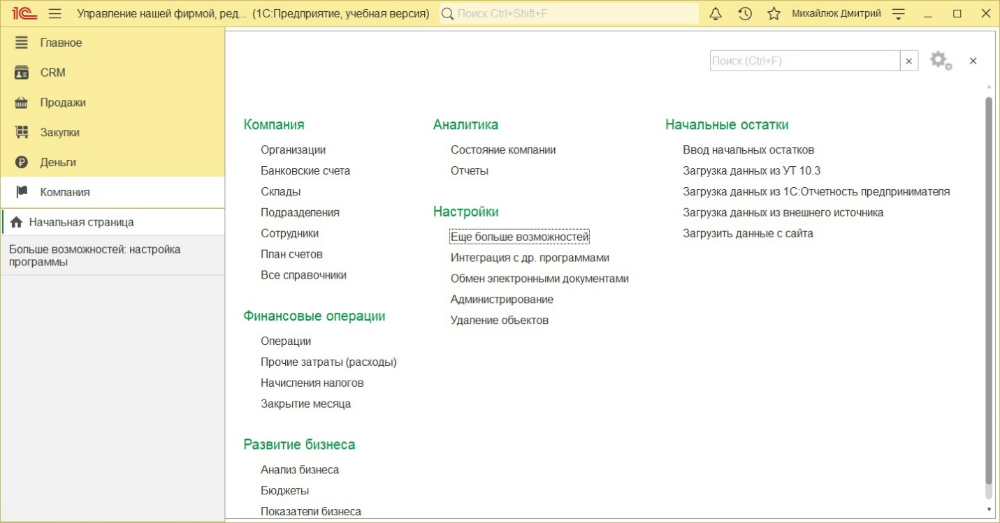 1С Управление нашей фирмой, ред... (1С:Предприятие, учебная версия) Поиск Ctrl+Shift+F Михайлюк Дмитрий
Главное
CRM
Продажи
Закупки
Деньги
Компания
Начальная страница
Больше возможностей: настройка
программы
Поиск (Ctrl+F)
Компания
Организации
Банковские счета
Склады
Подразделения
Сотрудники
План счетов
Все справочники
Финансовые операции
Операции
Прочие затраты (расходы)
Начисления налогов
Закрытие месяца
Развитие бизнеса
Анализ бизнеса
Бюджеты
Показатели бизнеса
Аналитика
Состояние компании
Отчеты
Настройки
Еще больше возможностей
Интеграция с др. программами
Обмен электронными документами
Администрирование
Удаление объектов
Начальные остатки
Ввод начальных остатков
Загрузка данных из УТ 10.3
Загрузка данных из 1С:Отчетность предпринимателя
Загрузка данных из внешнего источника
Загрузить данные с сайта